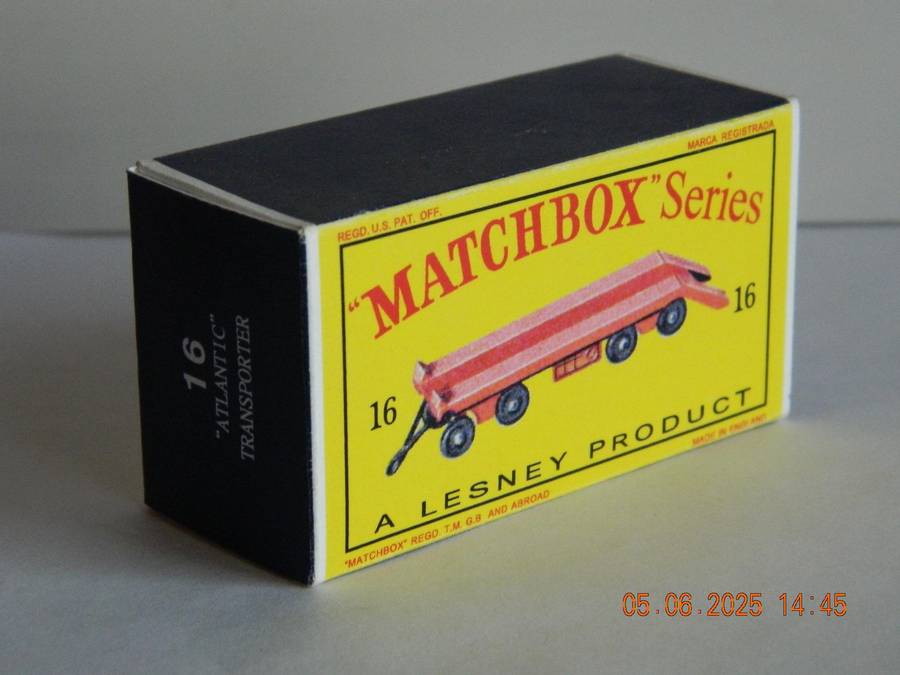 REGD. U.S. PAT. OFF.
MARCA REGISTRADA
"MATCHBOX" Series
16
16
A LESNEY PRODUCT
"MATCHBOX" REGD. T.M. G.B. AND ABROAD
MADE IN ENGLAND
16
"ATLANTIC"
TRANSPORTER
05.06.2025 14:45